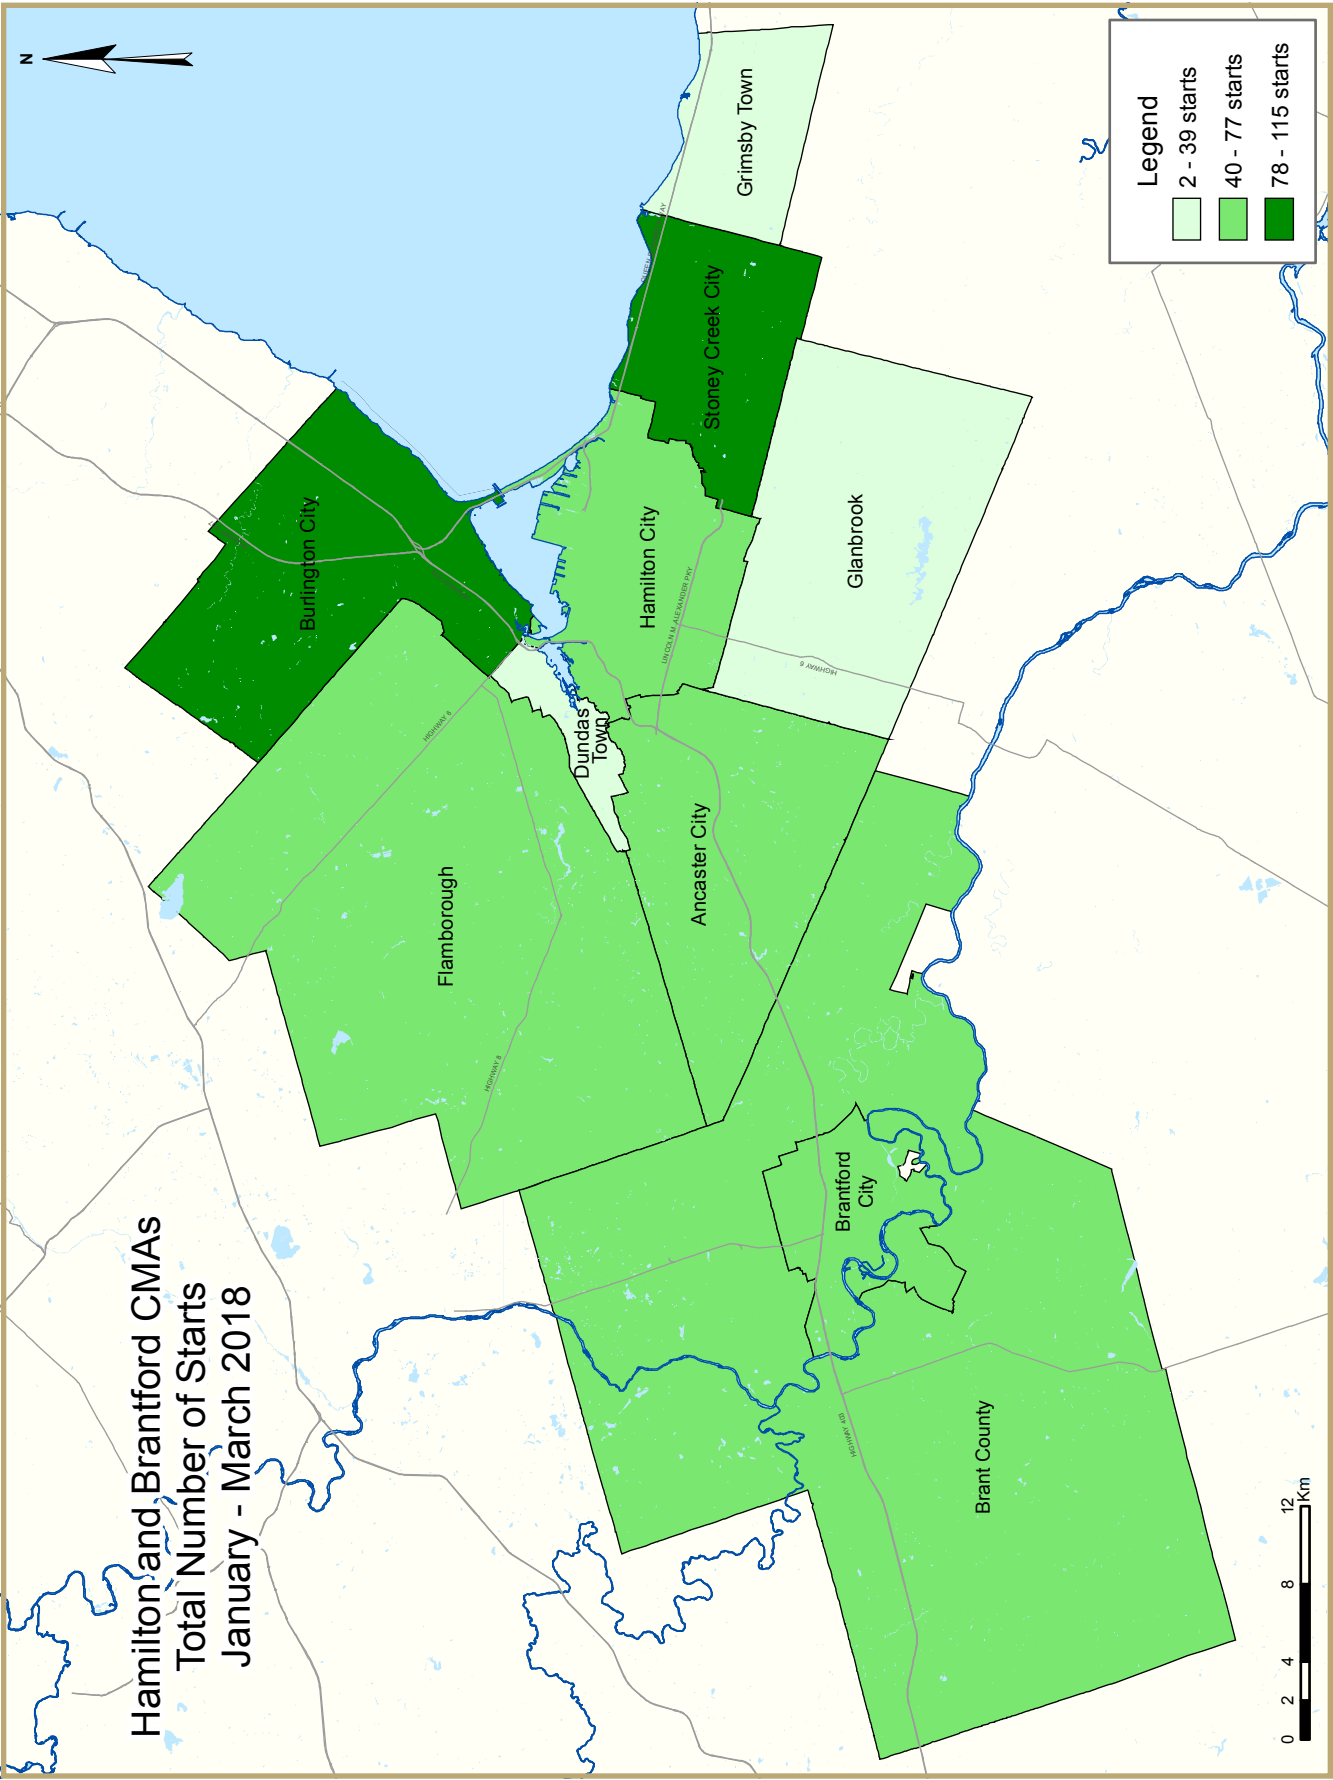 Hamilton and Brantford CMAs
Total Number of Starts
January - March 2018
N
Burlington City
Flamborough
HIGHWAY 6
HIGHWAY 8
Dundas
Town
Hamilton City
LINCOLN M. ALEXANDER PKY
Stoney Creek City
Grimsby Town
Glanbrook
HIGHWAY 6
Ancaster City
Brantford
City
HIGHWAY 403
Brant County
Legend
2 - 39 starts
40 - 77 starts
78 - 115 starts
0 2 4 8 12
Km